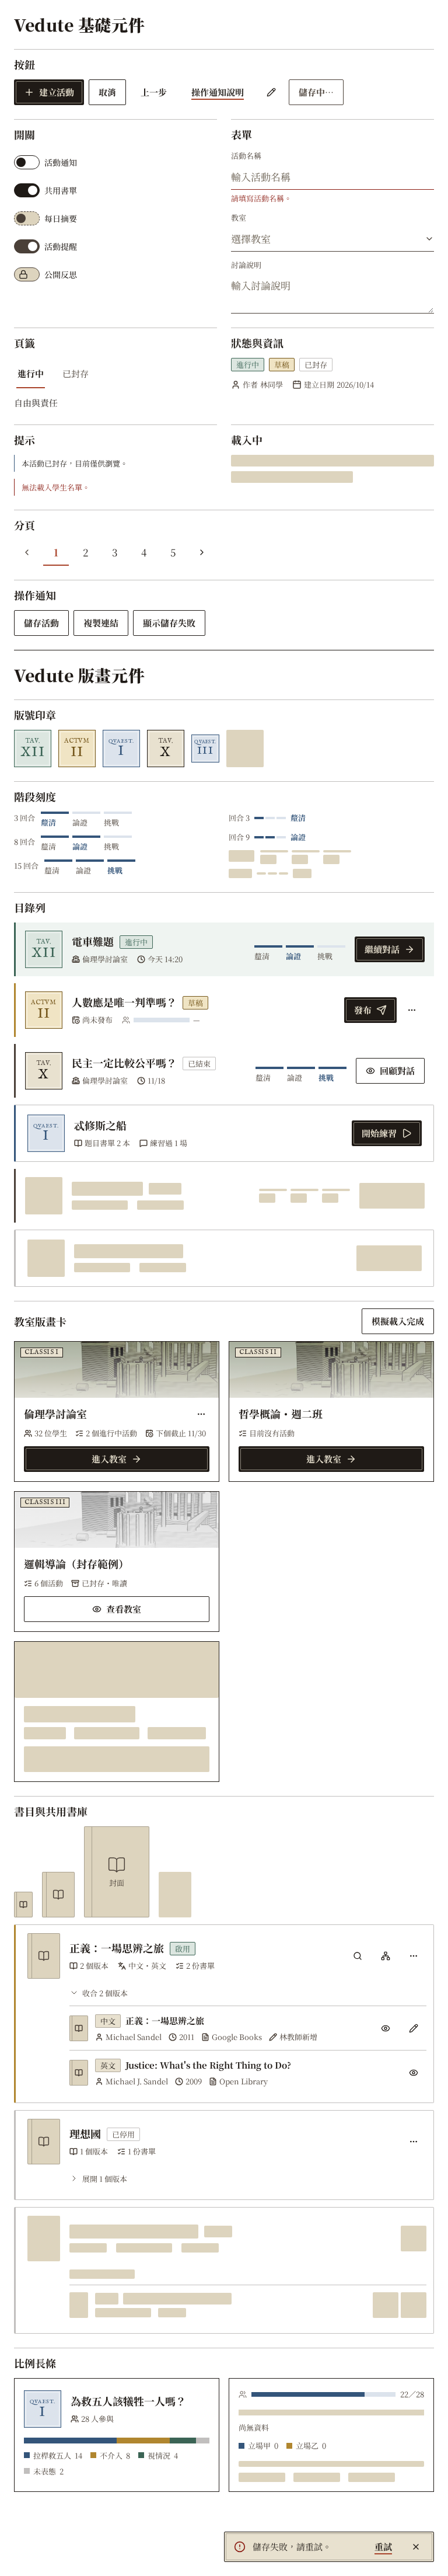 Vedute 基礎元件
按鈕
建立活動 取消 上一步 操作通知說明 儲存中…
開關
活動通知
共用書單
每日摘要
活動提醒
公開反思
表單
活動名稱
輸入活動名稱
請填寫活動名稱。
教室
選擇教室
討論說明
輸入討論說明
頁籤
進行中 已封存
自由與責任
狀態與資訊
進行中 草稿 已封存
作者 林同學 建立日期 2026/10/14
提示
本活動已封存，目前僅供瀏覽。
無法載入學生名單。
載入中
分頁
1 2 3 4 5
操作通知
儲存活動 複製連結 顯示儲存失敗
Vedute 版畫元件
版號印章
TAV. XII
ACTVM II
QVAEST. I
TAV. X
QVAEST. III
階段刻度
3 回合 釐清 論證 挑戰
8 回合 釐清 論證 挑戰
15 回合 釐清 論證 挑戰
回合 3 釐清
回合 9 論證
目錄列
TAV. XII
電車難題 進行中
倫理學討論室 今天 14:20
釐清 論證 挑戰
繼續對話
ACTVM II
人數應是唯一判準嗎？ 草稿
尚未發布 —
發布
TAV. X
民主一定比較公平嗎？ 已結束
倫理學討論室 11/18
釐清 論證 挑戰
回顧對話
QVAEST. I
忒修斯之船
題目書單 2 本 練習過 1 場
開始練習
教室版畫卡
模擬載入完成
CLASSIS I
倫理學討論室
32 位學生 2 個進行中活動 下個截止 11/30
進入教室
CLASSIS II
哲學概論・週二班
目前沒有活動
進入教室
CLASSIS III
邏輯導論（封存範例）
6 個活動 已封存・唯讀
查看教室
書目與共用書庫
封面
正義：一場思辨之旅 啟用
2 個版本 中文・英文 2 份書單
收合 2 個版本
中文 正義：一場思辨之旅
Michael Sandel 2011 Google Books 林教師新增
英文 Justice: What's the Right Thing to Do?
Michael J. Sandel 2009 Open Library
理想國 已停用
1 個版本 1 份書單
展開 1 個版本
比例長條
QVAEST. I
為救五人該犧牲一人嗎？
28 人參與
拉桿救五人 14 不介入 8 視情況 4
未表態 2
22／28
尚無資料
立場甲 0 立場乙 0
儲存失敗，請重試。 重試